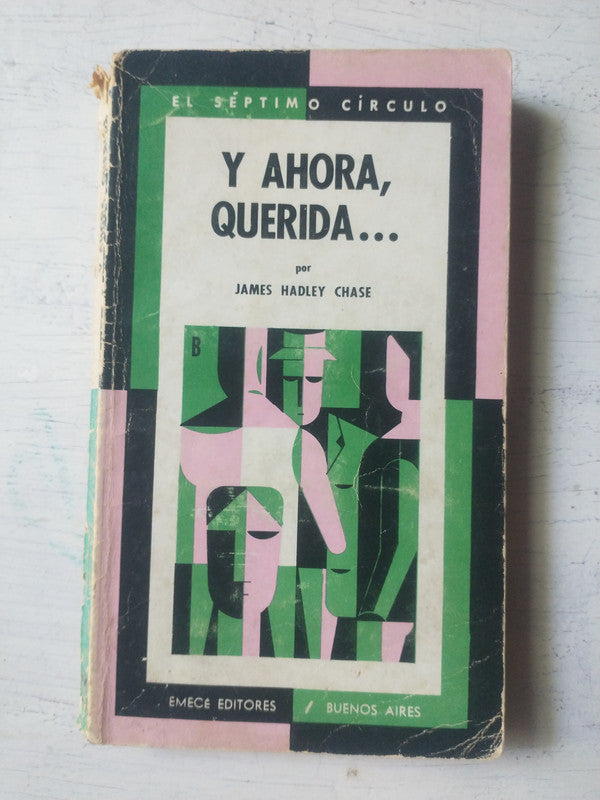 EL SÉPTIMO CÍRCULO
Y AHORA,
QUERIDA...
por
JAMES HADLEY CHASE
B
EMECÉ EDITORES / BUENOS AIRES